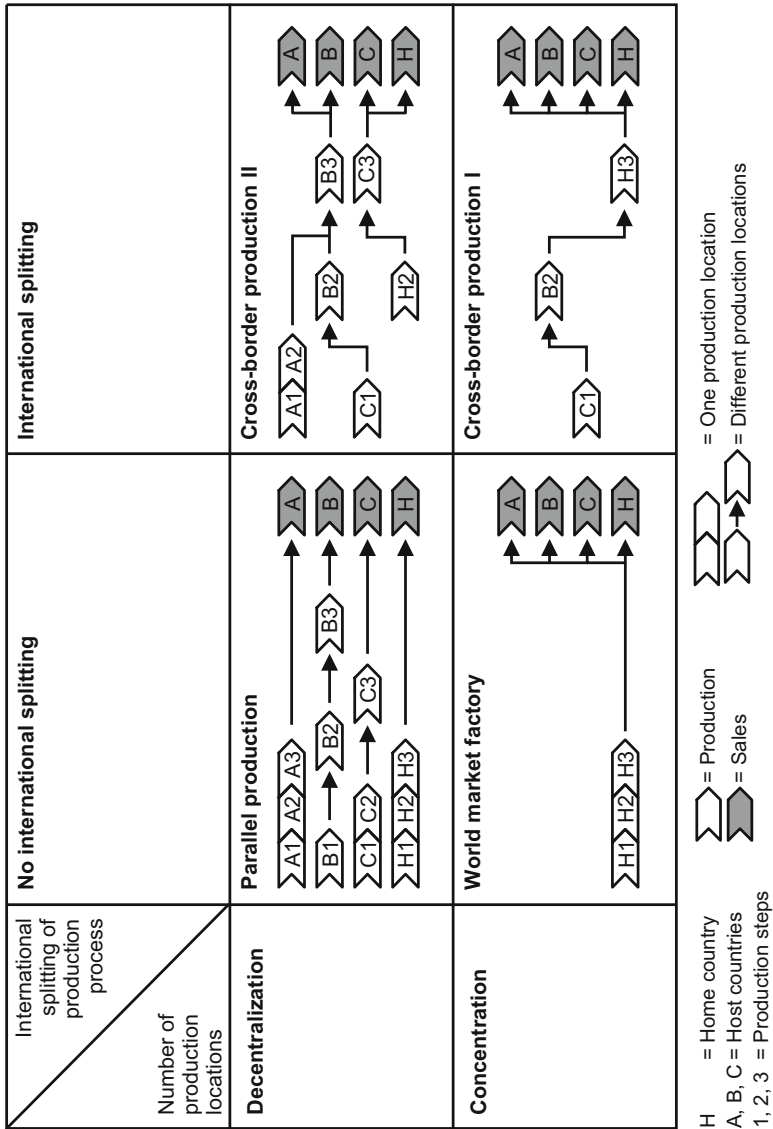 International
splitting of
production
process
Number of
production
locations
No international splitting
International splitting
Decentralization
Parallel production
A1 A2 A3 A
B1 B2 B3 B
C1 C2 C3 C
H1 H2 H3 H
Cross-border production II
A1 A2 A
B2 B3 B
C1 C3 C
H2 H
Concentration
World market factory
A
B
C
H1 H2 H3 H
Cross-border production I
A
B2 B
C1 C
H3 H
H = Home country
A, B, C = Host countries
1, 2, 3 = Production steps
= Production
= Sales
= One production location
= Different production locations